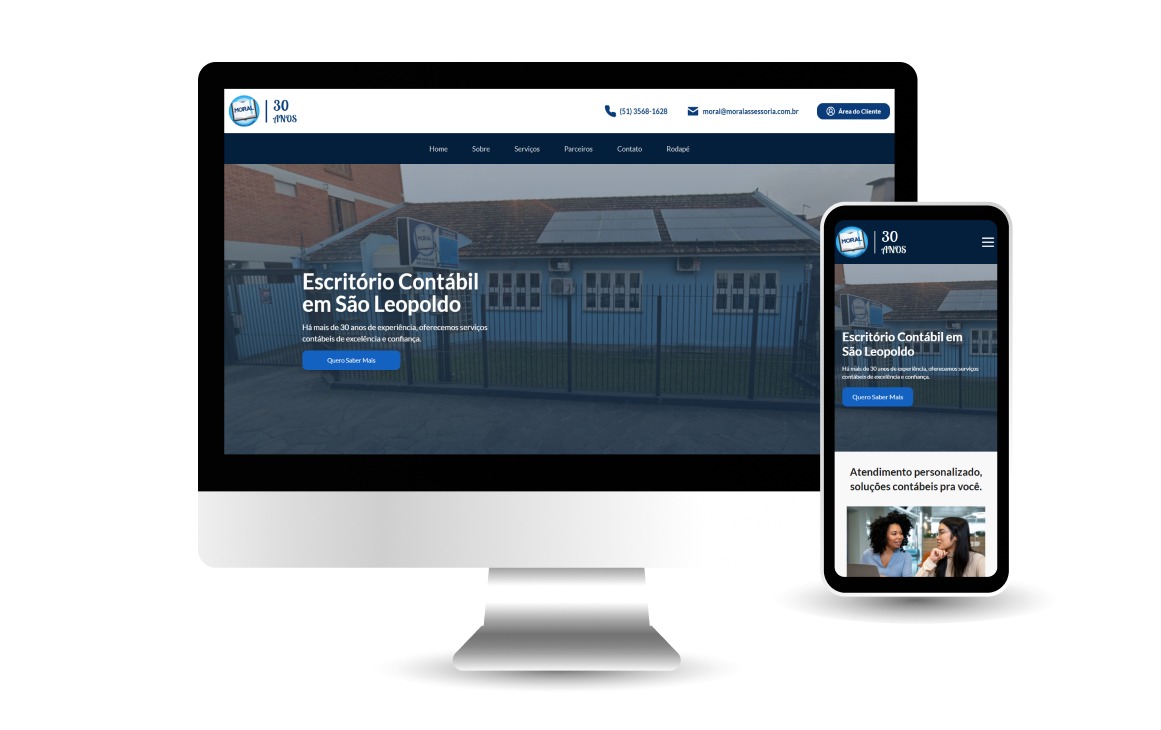 MORAL
30
ANOS
(51) 3568-1628
moral@moralassessoria.com.br
Área do Cliente
Home
Sobre
Serviços
Parceiros
Contato
Rodapé
MORAL
Escritório Contábil
em São Leopoldo
Há mais de 30 anos de experiência, oferecemos serviços
contábeis de excelência e confiança.
Quero Saber Mais
MORAL
30
ANOS
Escritório Contábil em
São Leopoldo
Há mais de 30 anos de experiência, oferecemos serviços
contábeis de excelência e confiança.
Quero Saber Mais
Atendimento personalizado,
soluções contábeis pra você.